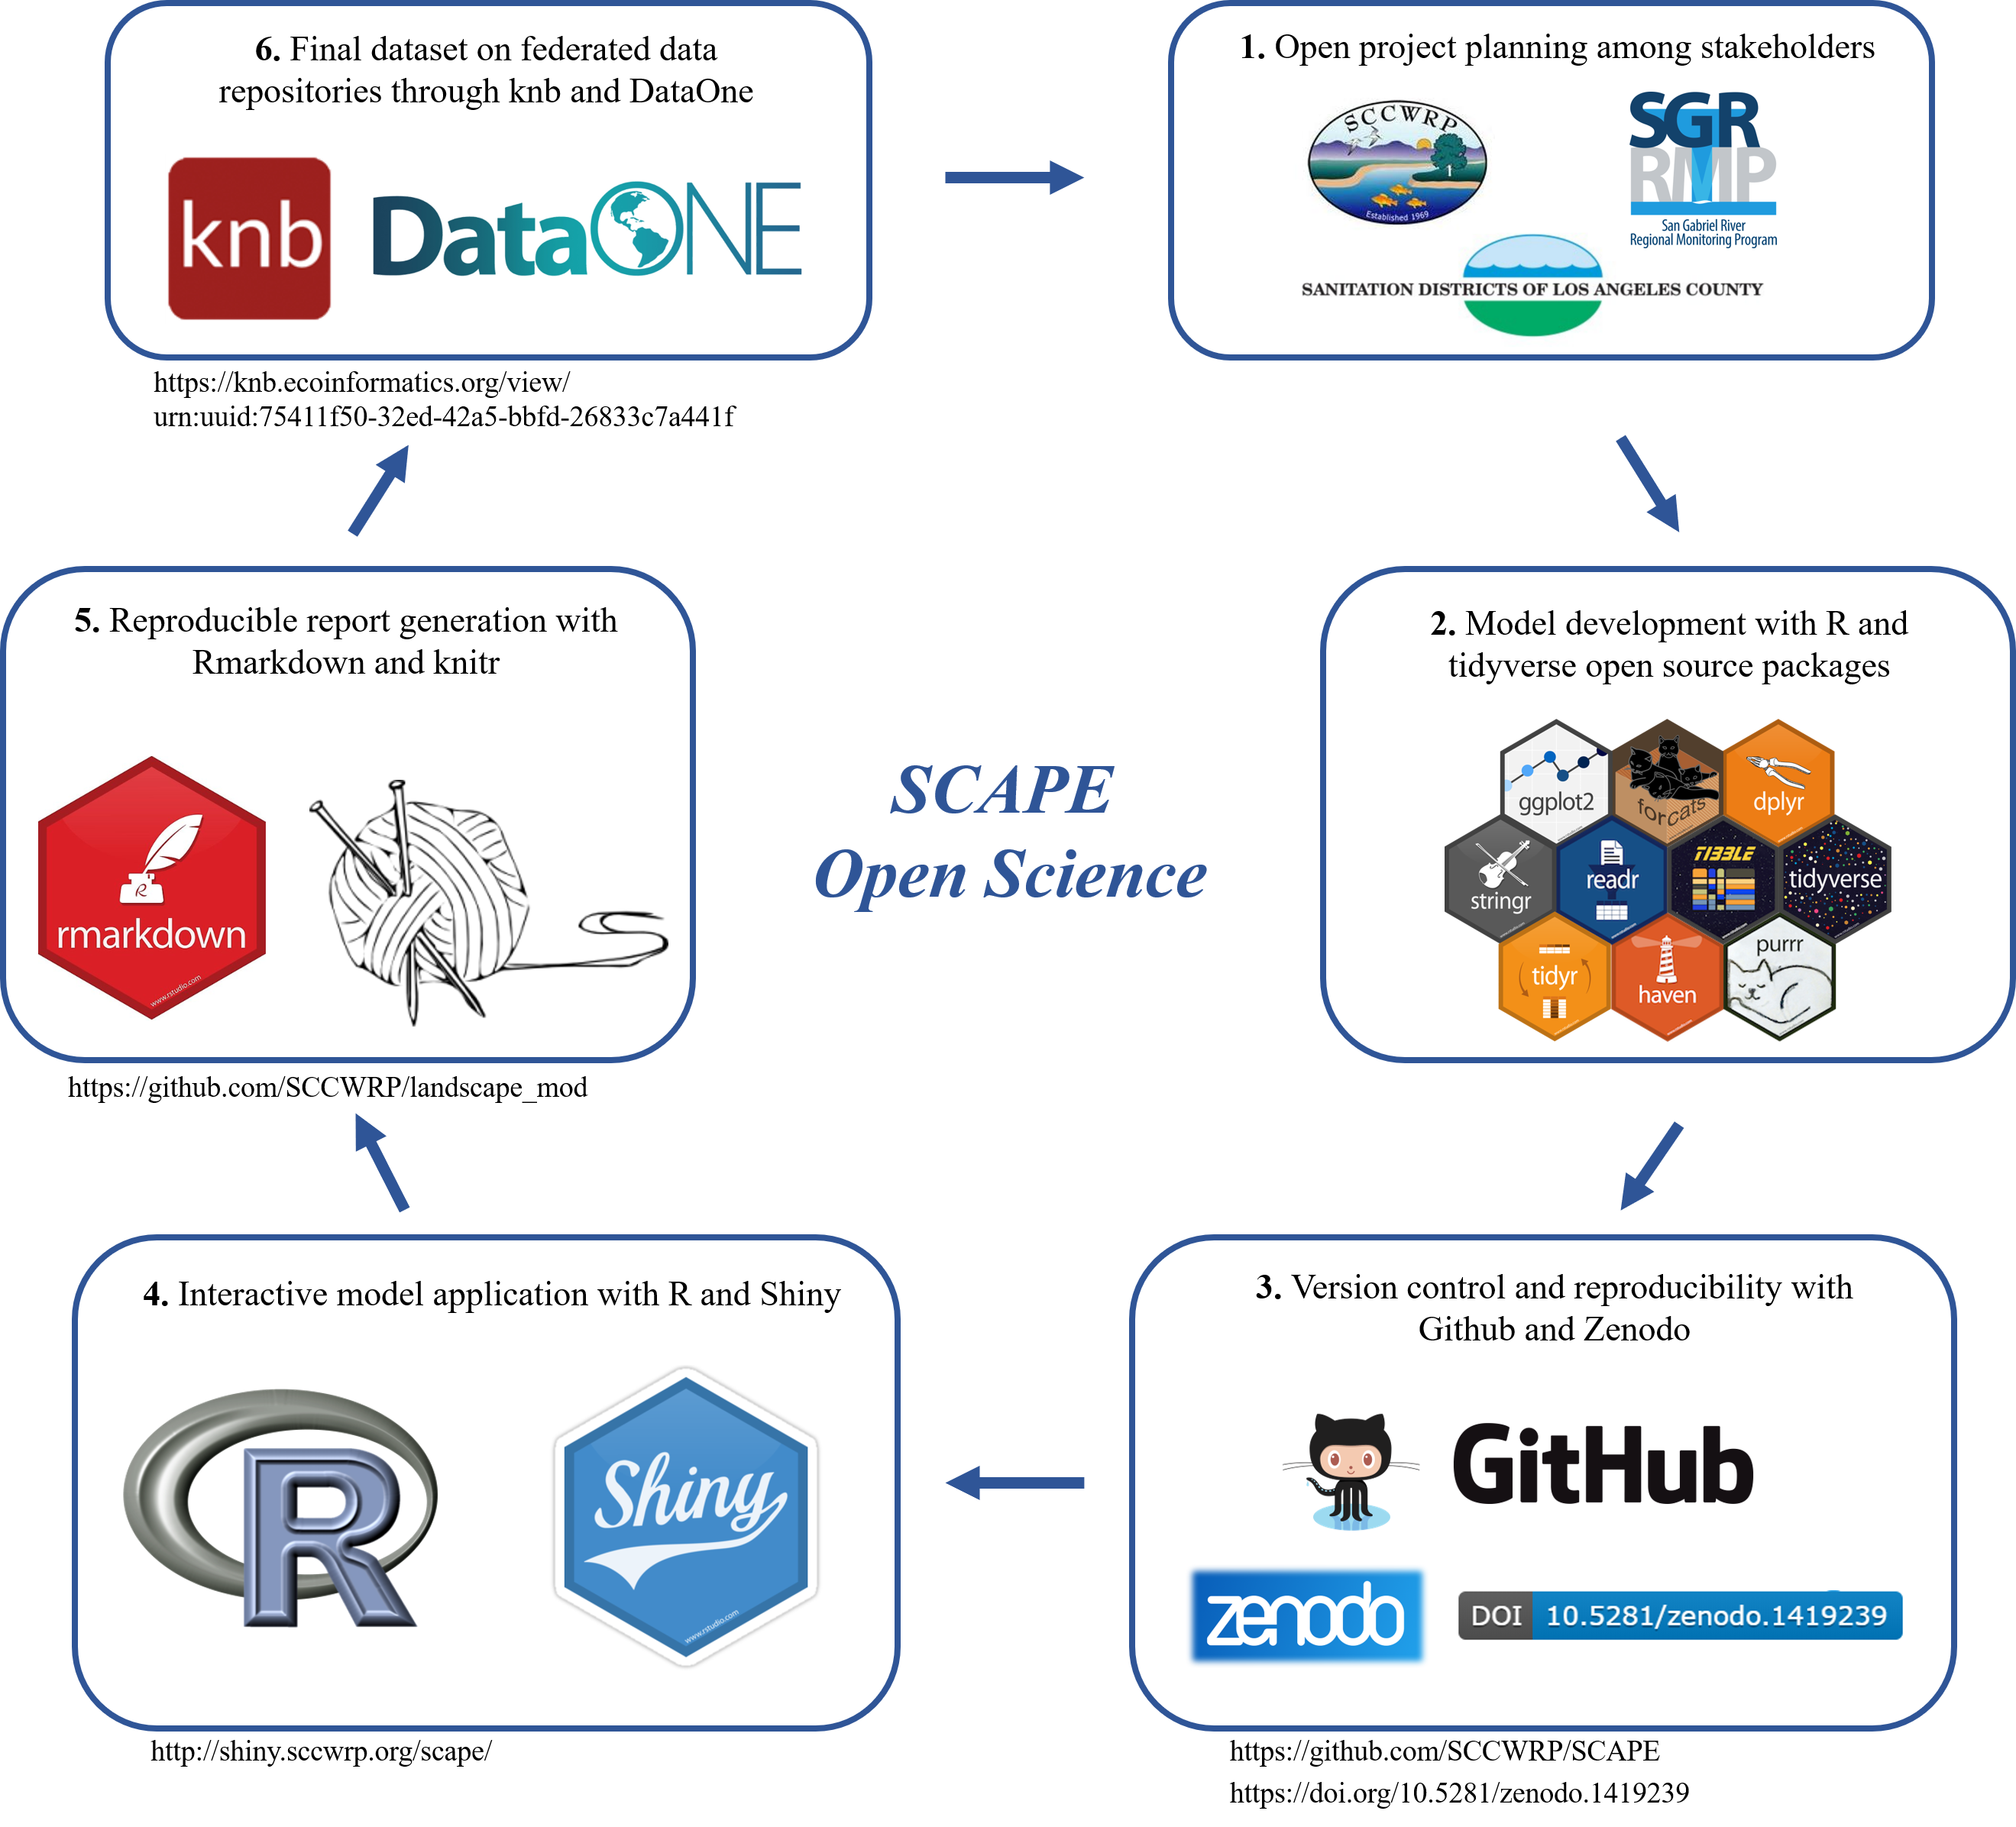 6. Final dataset on federated data
repositories through knb and DataOne
knb
DataONE
https://knb.ecoinformatics.org/view/
urn:uuid:75411f50-32ed-42a5-bbfd-26833c7a441f
1. Open project planning among stakeholders
SCCWRP
Established 1969
SGR
RMP
San Gabriel River
Regional Monitoring Program
SANITATION DISTRICTS OF LOS ANGELES COUNTY
5. Reproducible report generation with
Rmarkdown and knitr
rmarkdown
www.rstudio.com
https://github.com/SCCWRP/landscape_mod
SCAPE
Open Science
2. Model development with R and
tidyverse open source packages
ggplot2
forcats
dplyr
stringr
readr
TIBBLE
tidyverse
tidyr
haven
purrr
4. Interactive model application with R and Shiny
R
Shiny
www.rstudio.com
http://shiny.sccwrp.org/scape/
3. Version control and reproducibility with
Github and Zenodo
GitHub
zenodo
DOI 10.5281/zenodo.1419239
https://github.com/SCCWRP/SCAPE
https://doi.org/10.5281/zenodo.1419239